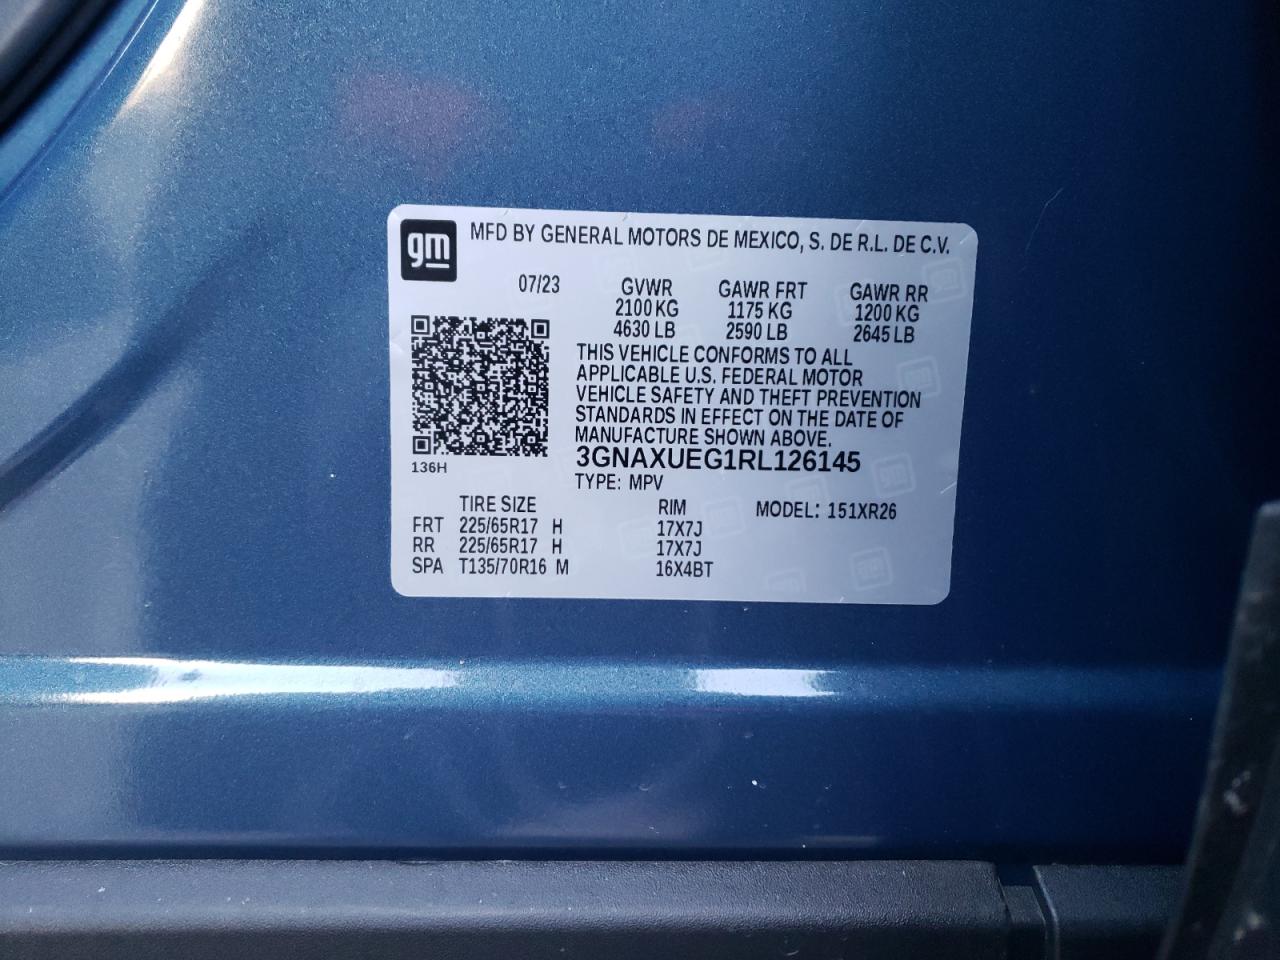 gm MFD BY GENERAL MOTORS DE MEXICO, S. DE R.L. DE C.V.
07/23 GVWR GAWR FRT GAWR RR
2100 KG 1175 KG 1200 KG
4630 LB 2590 LB 2645 LB
THIS VEHICLE CONFORMS TO ALL
APPLICABLE U.S. FEDERAL MOTOR
VEHICLE SAFETY AND THEFT PREVENTION
STANDARDS IN EFFECT ON THE DATE OF
MANUFACTURE SHOWN ABOVE.
136H 3GNAXUEG1RL126145
TYPE: MPV
TIRE SIZE RIM MODEL: 151XR26
FRT 225/65R17 H 17X7J
RR 225/65R17 H 17X7J
SPA T135/70R16 M 16X4BT